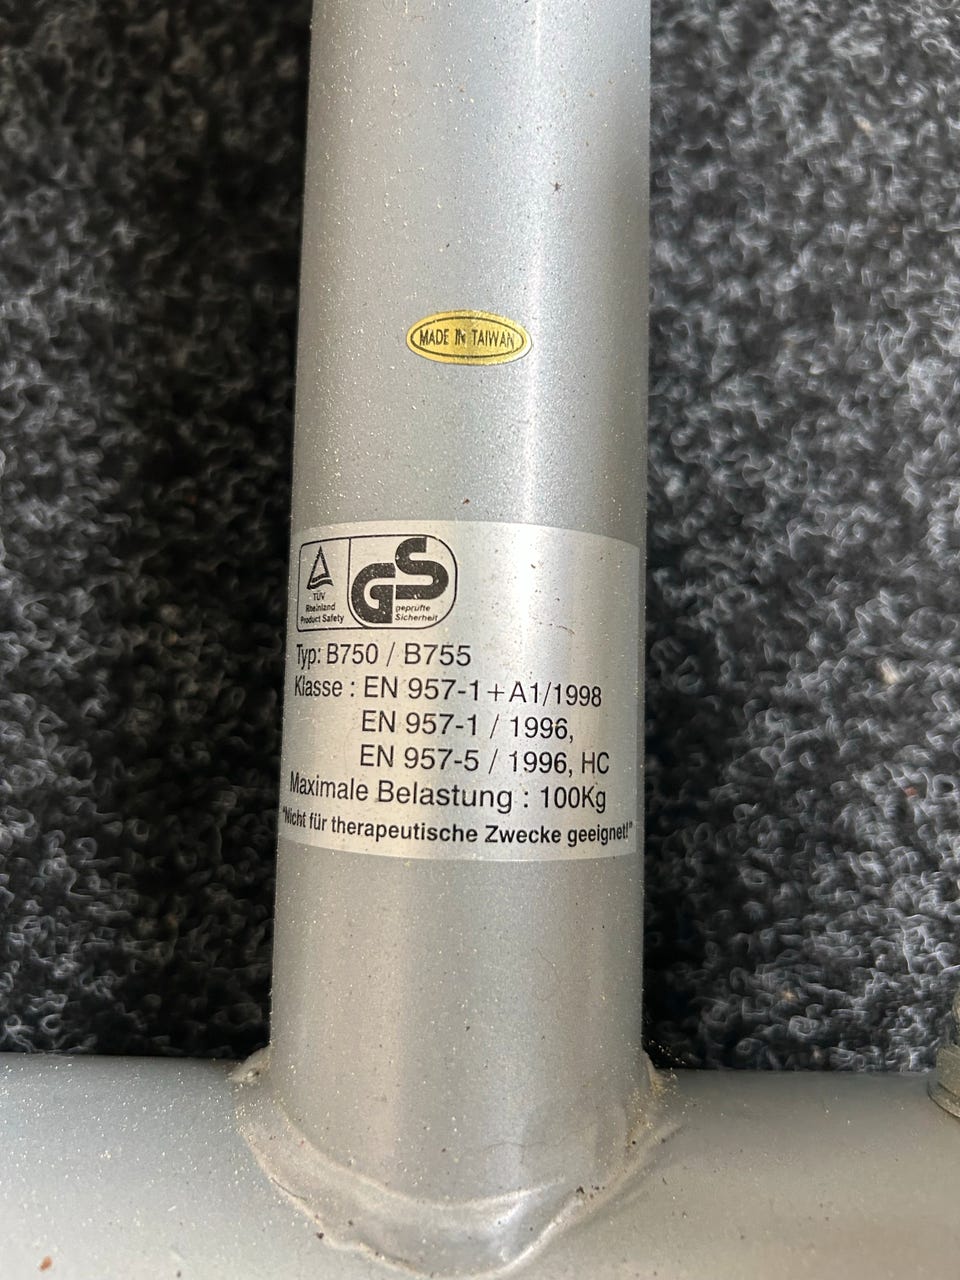 MADE IN TAIWAN
TÜV
Rheinland
Product Safety
GS
geprüfte
Sicherheit
Typ: B750 / B755
Klasse : EN 957-1+A1/1998
EN 957-1 / 1996,
EN 957-5 / 1996, HC
Maximale Belastung : 100Kg
"Nicht für therapeutische Zwecke geeignet!"